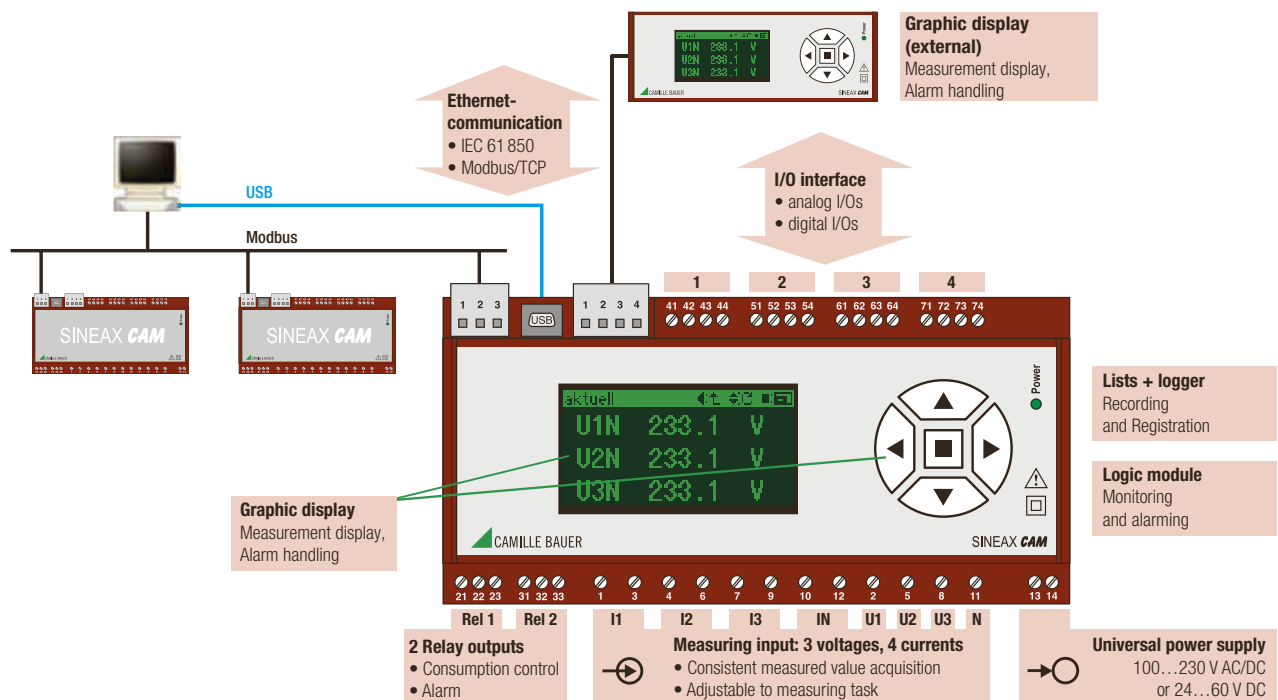 Graphic display
(external)
Measurement display,
Alarm handling
U1N 233.1 V
U2N 233.1 V
U3N 233.1 V
Power
CAMILLE BAUER
SINEAX CAM
Ethernet-
communication
• IEC 61 850
• Modbus/TCP
I/O interface
• analog I/Os
• digital I/Os
USB
Modbus
SINEAX CAM
CAMILLE BAUER
SINEAX CAM
CAMILLE BAUER
1 2 3 4
1 2 3
USB
1 2 3 4
41 42 43 44
51 52 53 54
61 62 63 64
71 72 73 74
aktuell
U1N 233.1 V
U2N 233.1 V
U3N 233.1 V
Power
CAMILLE BAUER
SINEAX CAM
Lists + logger
Recording
and Registration
Logic module
Monitoring
and alarming
Graphic display
Measurement display,
Alarm handling
21 22 23 31 32 33 1 3 4 6 7 9 10 12 2 5 8 11 13 14
Rel 1 Rel 2 I1 I2 I3 IN U1 U2 U3 N
2 Relay outputs
• Consumption control
• Alarm
Measuring input: 3 voltages, 4 currents
• Consistent measured value acquisition
• Adjustable to measuring task
Universal power supply
100...230 V AC/DC
or 24...60 V DC